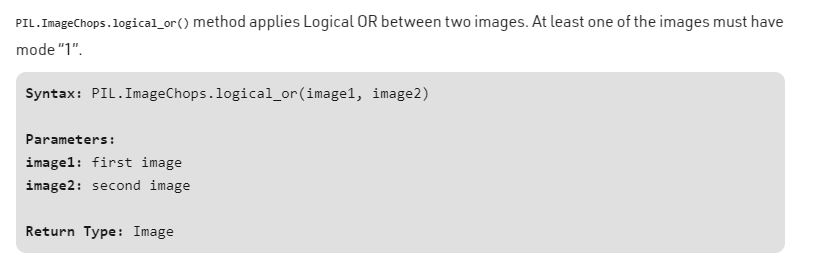 PIL.ImageChops.logical_or() method applies Logical OR between two images. At least one of the images must have
mode “1”.
Syntax: PIL.ImageChops.logical_or(image1, image2)
Parameters:
image1: first image
image2: second image
Return Type: Image